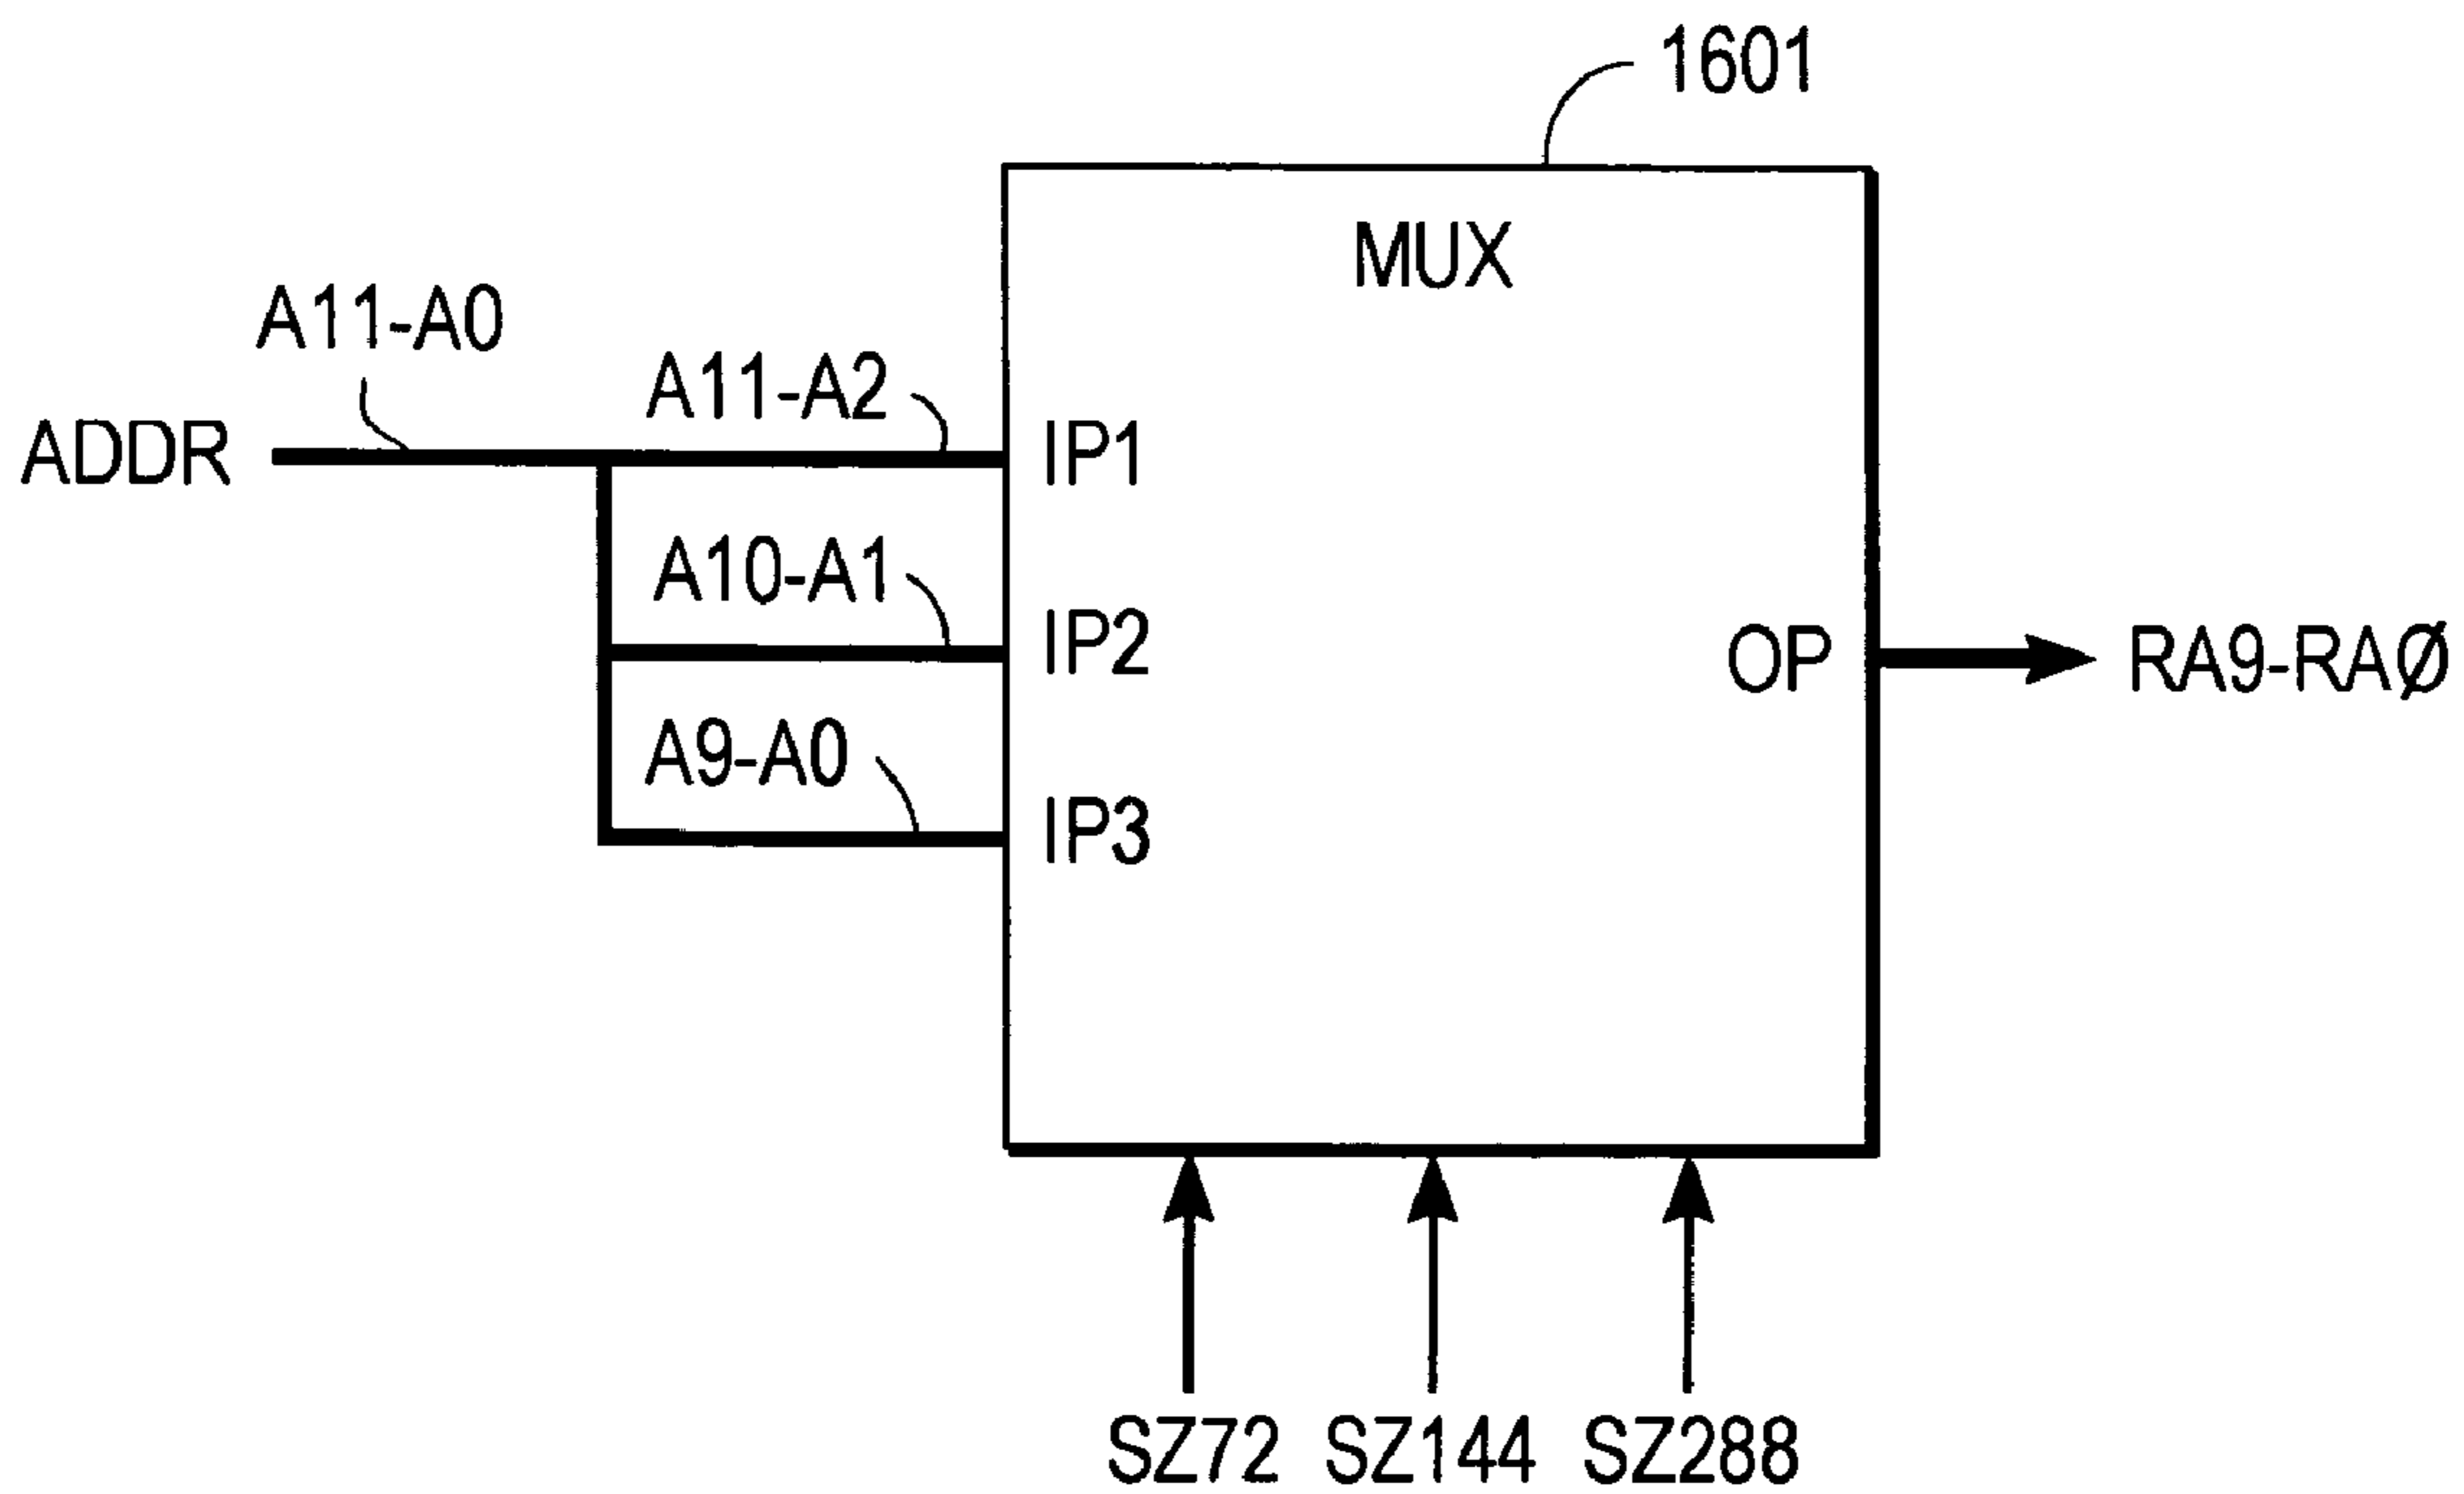 1601
MUX
A11-A0
A11-A2
ADDR
IP1
A10-A1
IP2
OP
RA9-RAØ
A9-A0
IP3
SZ72
SZ144
SZ288